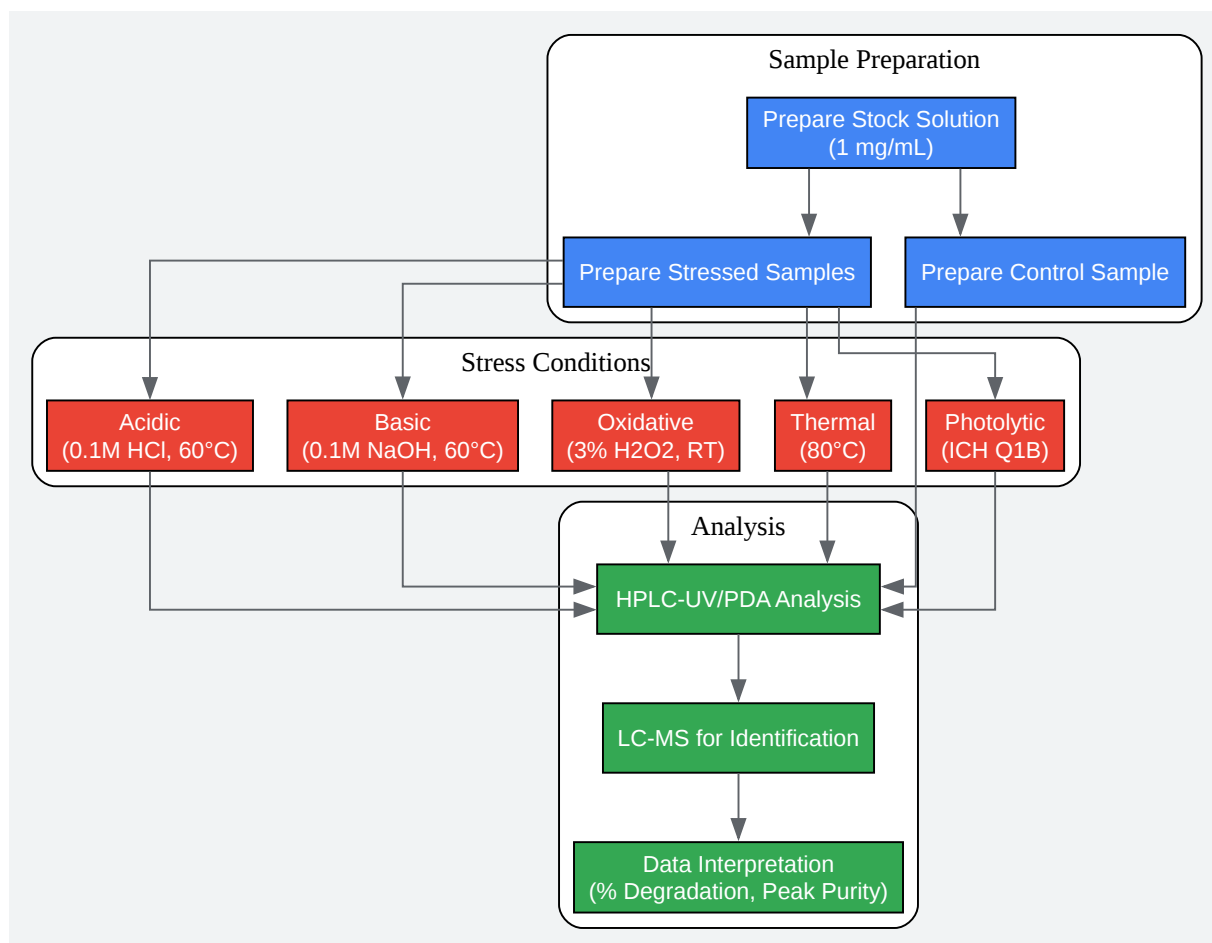 Sample Preparation
Prepare Stock Solution
(1 mg/mL)
Prepare Stressed Samples
Prepare Control Sample
Stress Conditions
Acidic
(0.1M HCl, 60°C)
Basic
(0.1M NaOH, 60°C)
Oxidative
(3% H2O2, RT)
Thermal
(80°C)
Photolytic
(ICH Q1B)
Analysis
HPLC-UV/PDA Analysis
LC-MS for Identification
Data Interpretation
(% Degradation, Peak Purity)